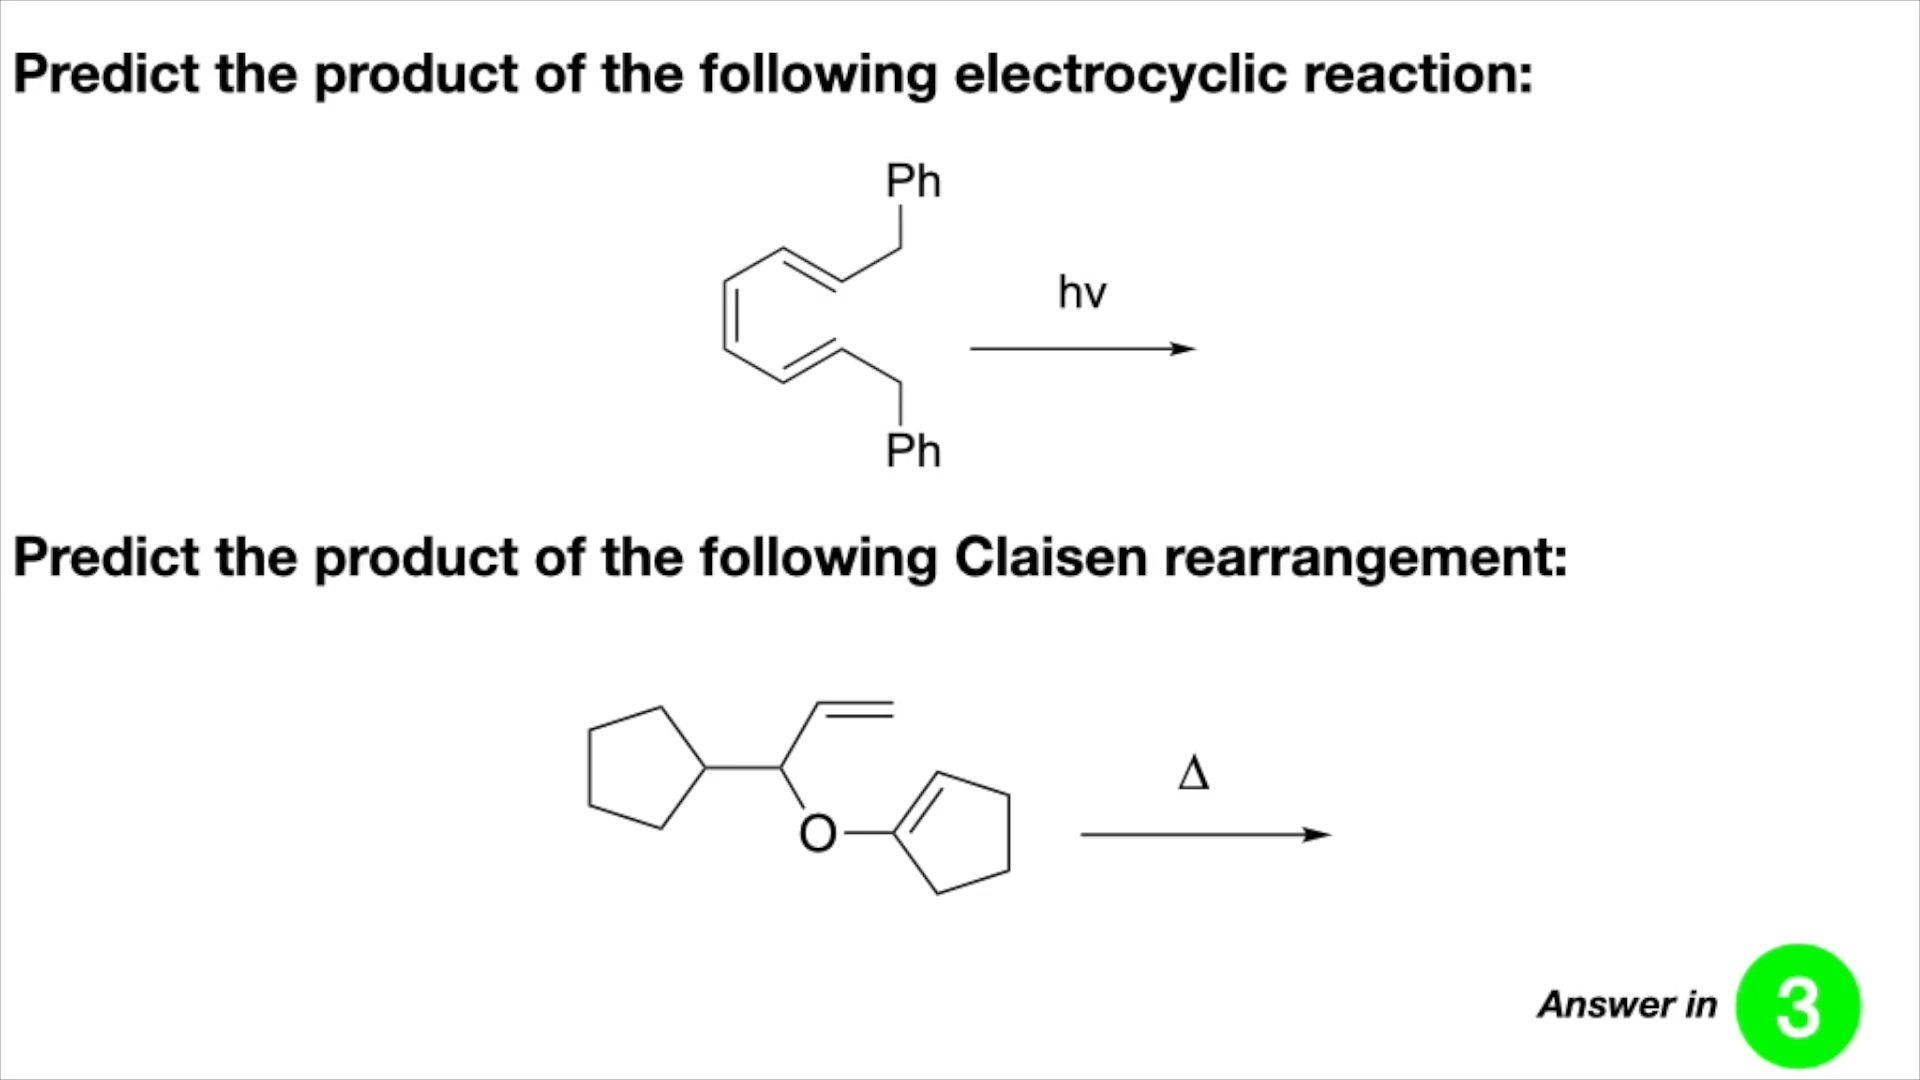 Predict the product of the following electrocyclic reaction:
Ph
hν
Ph
Predict the product of the following Claisen rearrangement:
Δ
O
Answer in 3